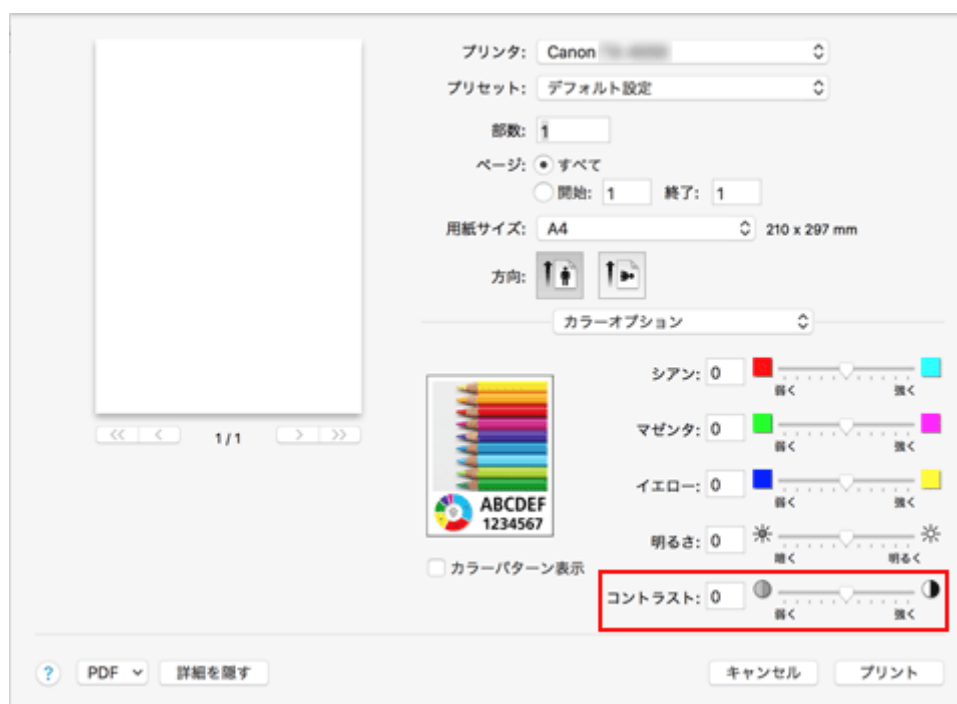 プリンタ: Canon
プリセット: デフォルト設定
部数: 1
ページ: すべて
開始: 1 終了: 1
用紙サイズ: A4 210 x 297 mm
方向:
カラーオプション
シアン: 0
弱く 強く
マゼンタ: 0
弱く 強く
イエロー: 0
弱く 強く
明るさ: 0
暗く 明るく
コントラスト: 0
弱く 強く
1/1
ABCDEF
1234567
カラーパターン表示
? PDF 詳細を隠す キャンセル プリント